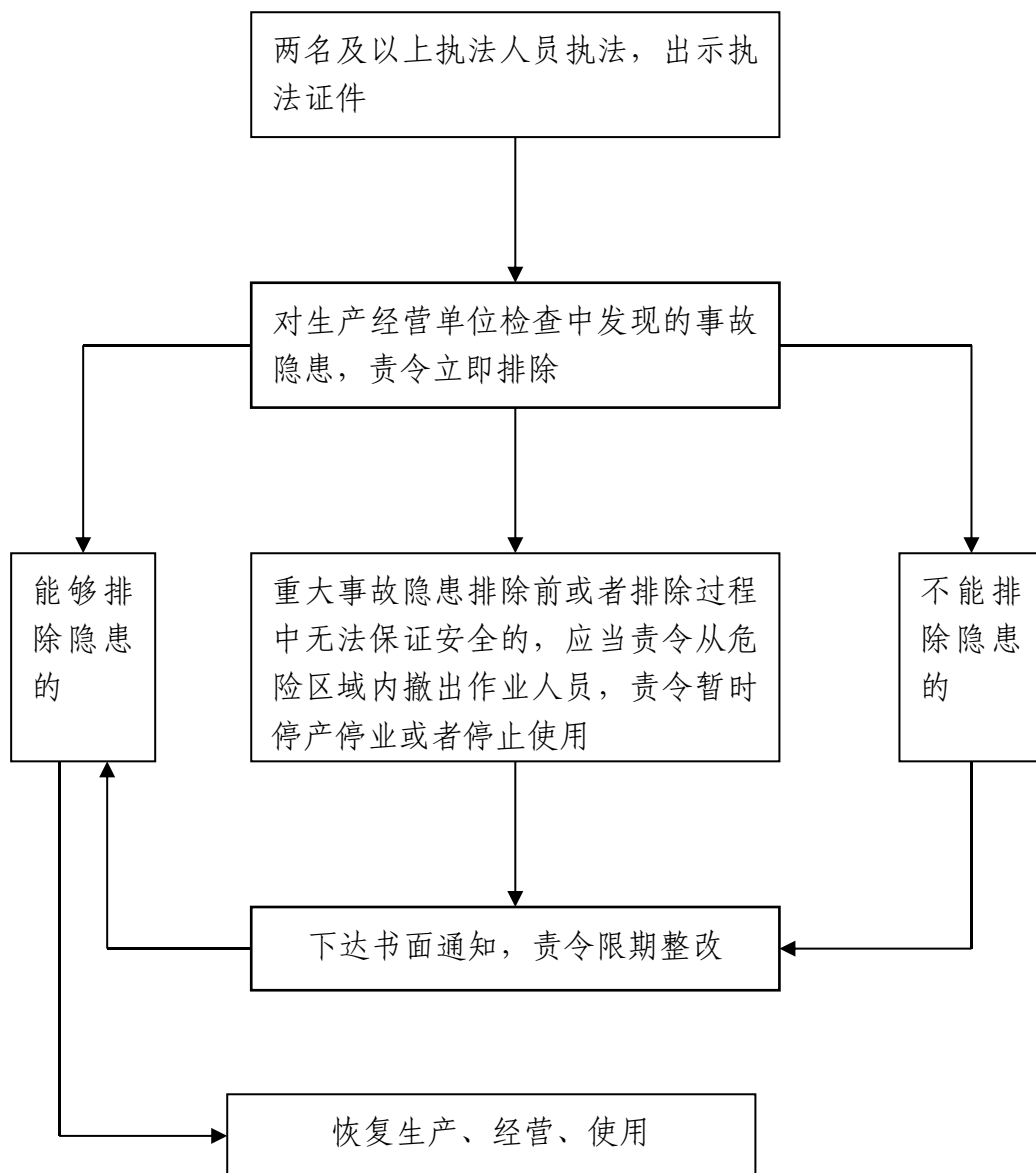 两名及以上执法人员执法，出示执
法证件
对生产经营单位检查中发现的事故
隐患，责令立即排除
能够排
除隐患
的
重大事故隐患排除前或者排除过程
中无法保证安全的，应当责令从危
险区域内撤出作业人员，责令暂时
停产停业或者停止使用
不能排
除隐患
的
下达书面通知，责令限期整改
恢复生产、经营、使用